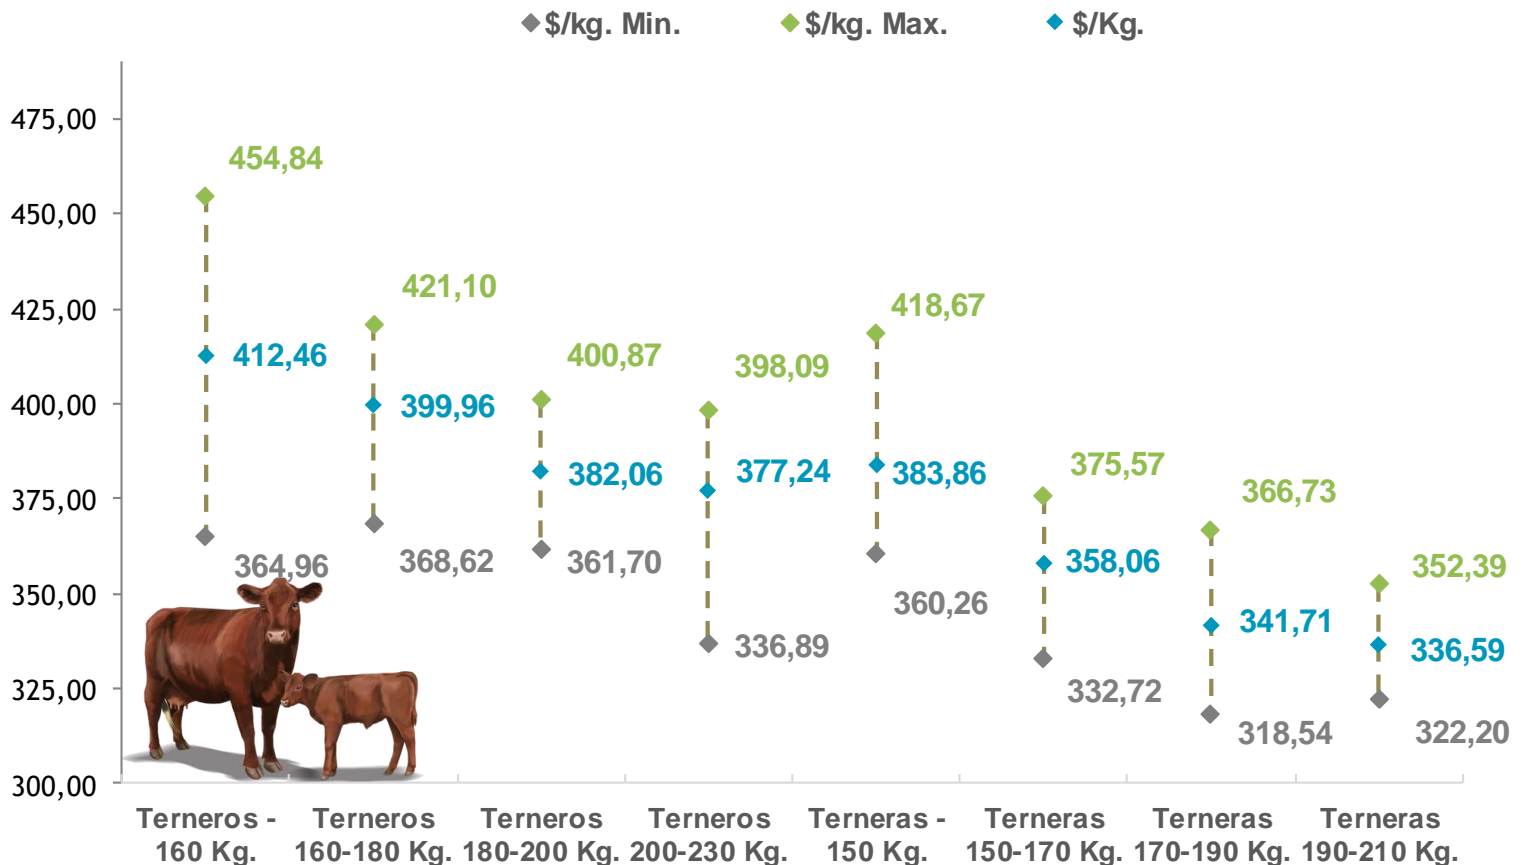 $/kg. Min. $/kg. Max. $/Kg.
475,00
450,00
425,00
400,00
375,00
350,00
325,00
300,00
454,84
412,46
364,96
421,10
399,96
368,62
400,87
382,06
361,70
398,09
377,24
336,89
418,67
383,86
360,26
375,57
358,06
332,72
366,73
341,71
318,54
352,39
336,59
322,20
Terneros -
160 Kg.
Terneros
160-180 Kg.
Terneros
180-200 Kg.
Terneros
200-230 Kg.
Terneras -
150 Kg.
Terneras
150-170 Kg.
Terneras
170-190 Kg.
Terneras
190-210 Kg.